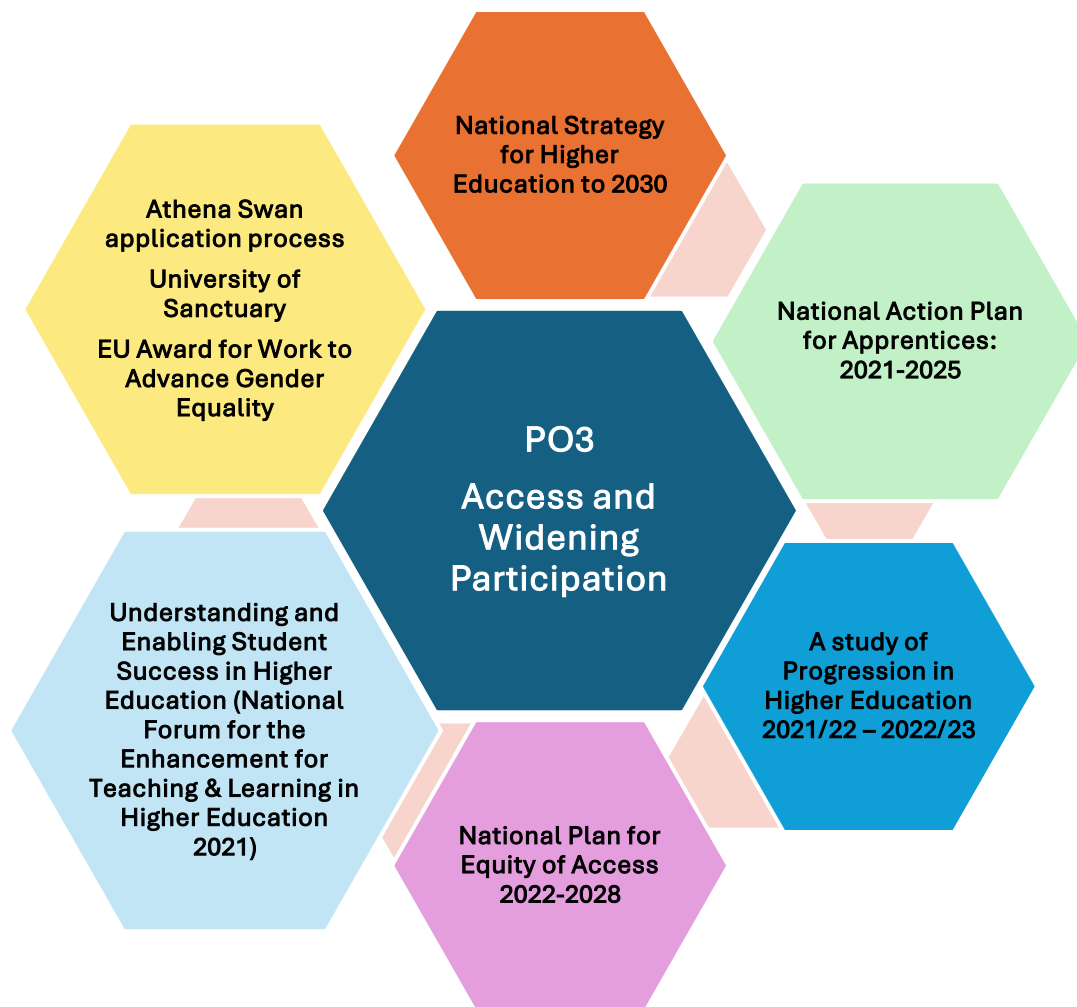 National Strategy
for Higher
Education to 2030
Athena Swan
application process
University of
Sanctuary
EU Award for Work to
Advance Gender
Equality
National Action Plan
for Apprentices:
2021-2025
PO3
Access and
Widening
Participation
Understanding and
Enabling Student
Success in Higher
Education (National
Forum for the
Enhancement for
Teaching & Learning in
Higher Education
2021)
A study of
Progression in
Higher Education
2021/22 – 2022/23
National Plan for
Equity of Access
2022-2028